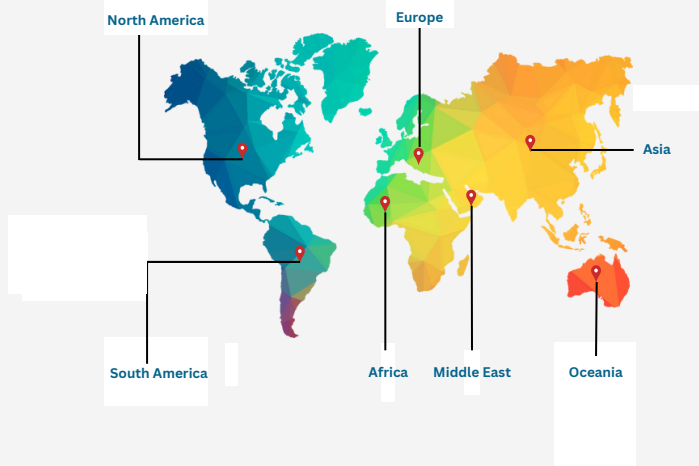 North America
Europe
Asia
South America
Africa
Middle East
Oceania